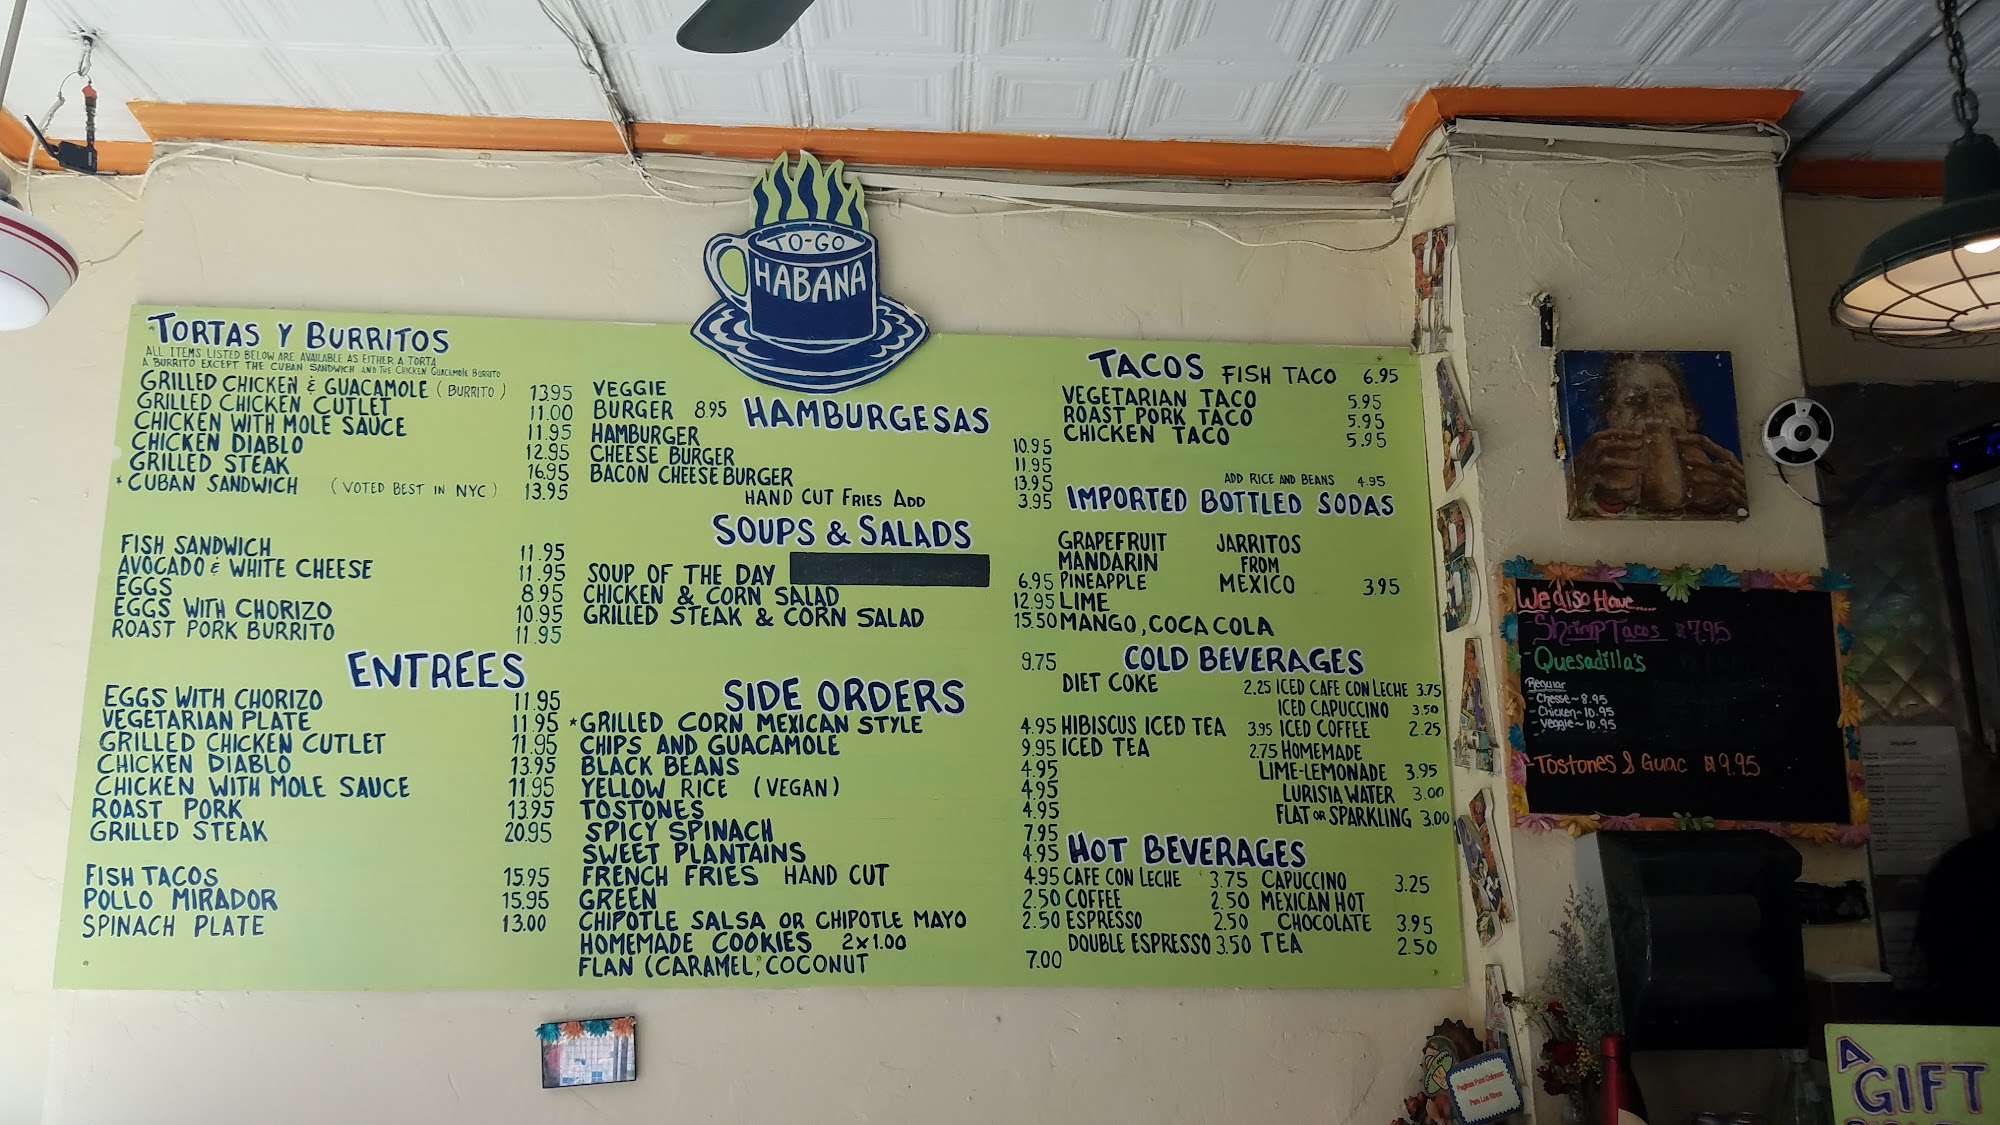 TO-GO
HABANA
TORTAS Y BURRITOS
ALL ITEMS LISTED BELOW ARE AVAILABLE AS EITHER A TORTA
A BURRITO EXCEPT THE CUBAN SANDWICH AND THE CHICKEN GUACAMOLE BURRITO
GRILLED CHICKEN & GUACAMOLE (BURRITO) 13.95
GRILLED CHICKEN CUTLET 11.00
CHICKEN WITH MOLE SAUCE 11.95
CHICKEN DIABLO 12.95
GRILLED STEAK 16.95
*CUBAN SANDWICH (VOTED BEST IN NYC) 13.95
FISH SANDWICH 11.95
AVOCADO & WHITE CHEESE 11.95
EGGS 8.95
EGGS WITH CHORIZO 10.95
ROAST PORK BURRITO 11.95
ENTREES
EGGS WITH CHORIZO 11.95
VEGETARIAN PLATE 11.95
GRILLED CHICKEN CUTLET 11.95
CHICKEN DIABLO 13.95
CHICKEN WITH MOLE SAUCE 11.95
ROAST PORK 13.95
GRILLED STEAK 20.95
FISH TACOS 15.95
POLLO MIRADOR 15.95
SPINACH PLATE 13.00
VEGGIE
BURGER 8.95
HAMBURGESAS
HAMBURGER 10.95
CHEESE BURGER 11.95
BACON CHEESE BURGER 13.95
HAND CUT FRIES ADD 3.95
SOUPS & SALADS
SOUP OF THE DAY 6.95
CHICKEN & CORN SALAD 12.95
GRILLED STEAK & CORN SALAD 15.50
9.75
SIDE ORDERS
*GRILLED CORN MEXICAN STYLE 4.95
CHIPS AND GUACAMOLE 9.95
BLACK BEANS 4.95
YELLOW RICE (VEGAN) 4.95
TOSTONES 4.95
SPICY SPINACH 7.95
SWEET PLANTAINS 4.95
FRENCH FRIES HAND CUT 4.95
GREEN 2.50
CHIPOTLE SALSA OR CHIPOTLE MAYO 2.50
HOMEMADE COOKIES 2x1.00
FLAN (CARAMEL, COCONUT 7.00
TACOS FISH TACO 6.95
VEGETARIAN TACO 5.95
ROAST PORK TACO 5.95
CHICKEN TACO 5.95
ADD RICE AND BEANS 4.95
IMPORTED BOTTLED SODAS
GRAPEFRUIT JARRITOS
MANDARIN FROM
PINEAPPLE MEXICO 3.95
LIME
MANGO, COCA COLA
COLD BEVERAGES
DIET COKE 2.25 ICED CAFE CON LECHE 3.75
ICED CAPUCCINO 3.50
HIBISCUS ICED TEA 3.95 ICED COFFEE 2.25
ICED TEA 2.75 HOMEMADE
LIME-LEMONADE 3.95
LURISIA WATER 3.00
FLAT OR SPARKLING 3.00
HOT BEVERAGES
CAFE CON LECHE 3.75 CAPUCCINO 3.25
COFFEE 2.50 MEXICAN HOT
ESPRESSO 2.50 CHOCOLATE 3.95
DOUBLE ESPRESSO 3.50 TEA 2.50
We also Have.....
-Shrimp Tacos $7.95
-Quesadilla's
Regular
- Chesse~8.95
- Chicken~10.95
- Veggie~10.95
-Tostones & Guac $9.95
A
GIFT